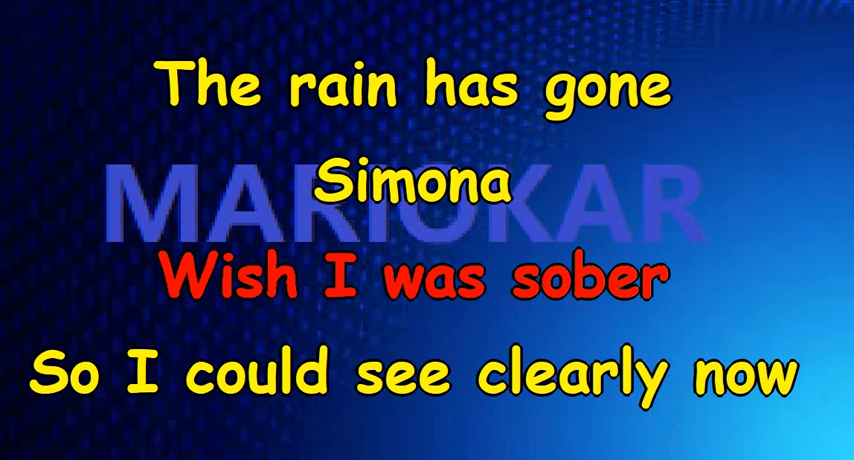 The rain has gone
Simona
MARIOKAR
Wish I was sober
So I could see clearly now